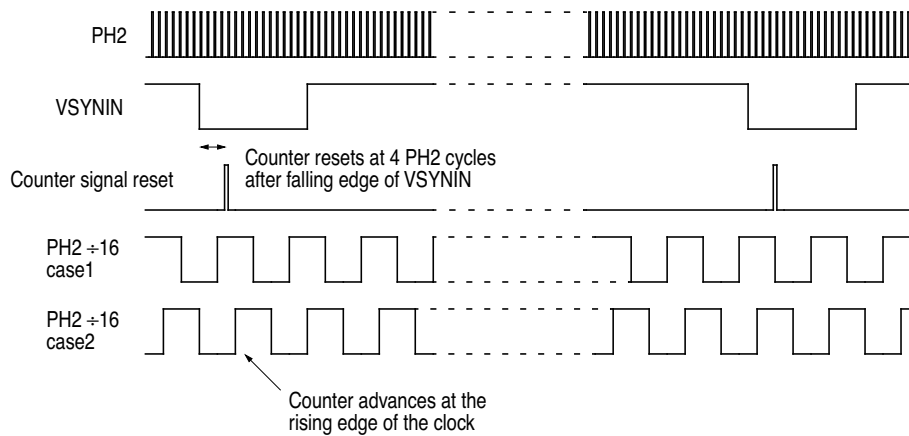 PH2
VSYNIN
Counter resets at 4 PH2 cycles
after falling edge of VSYNIN
Counter signal reset
PH2 ÷16
case1
PH2 ÷16
case2
Counter advances at the
rising edge of the clock